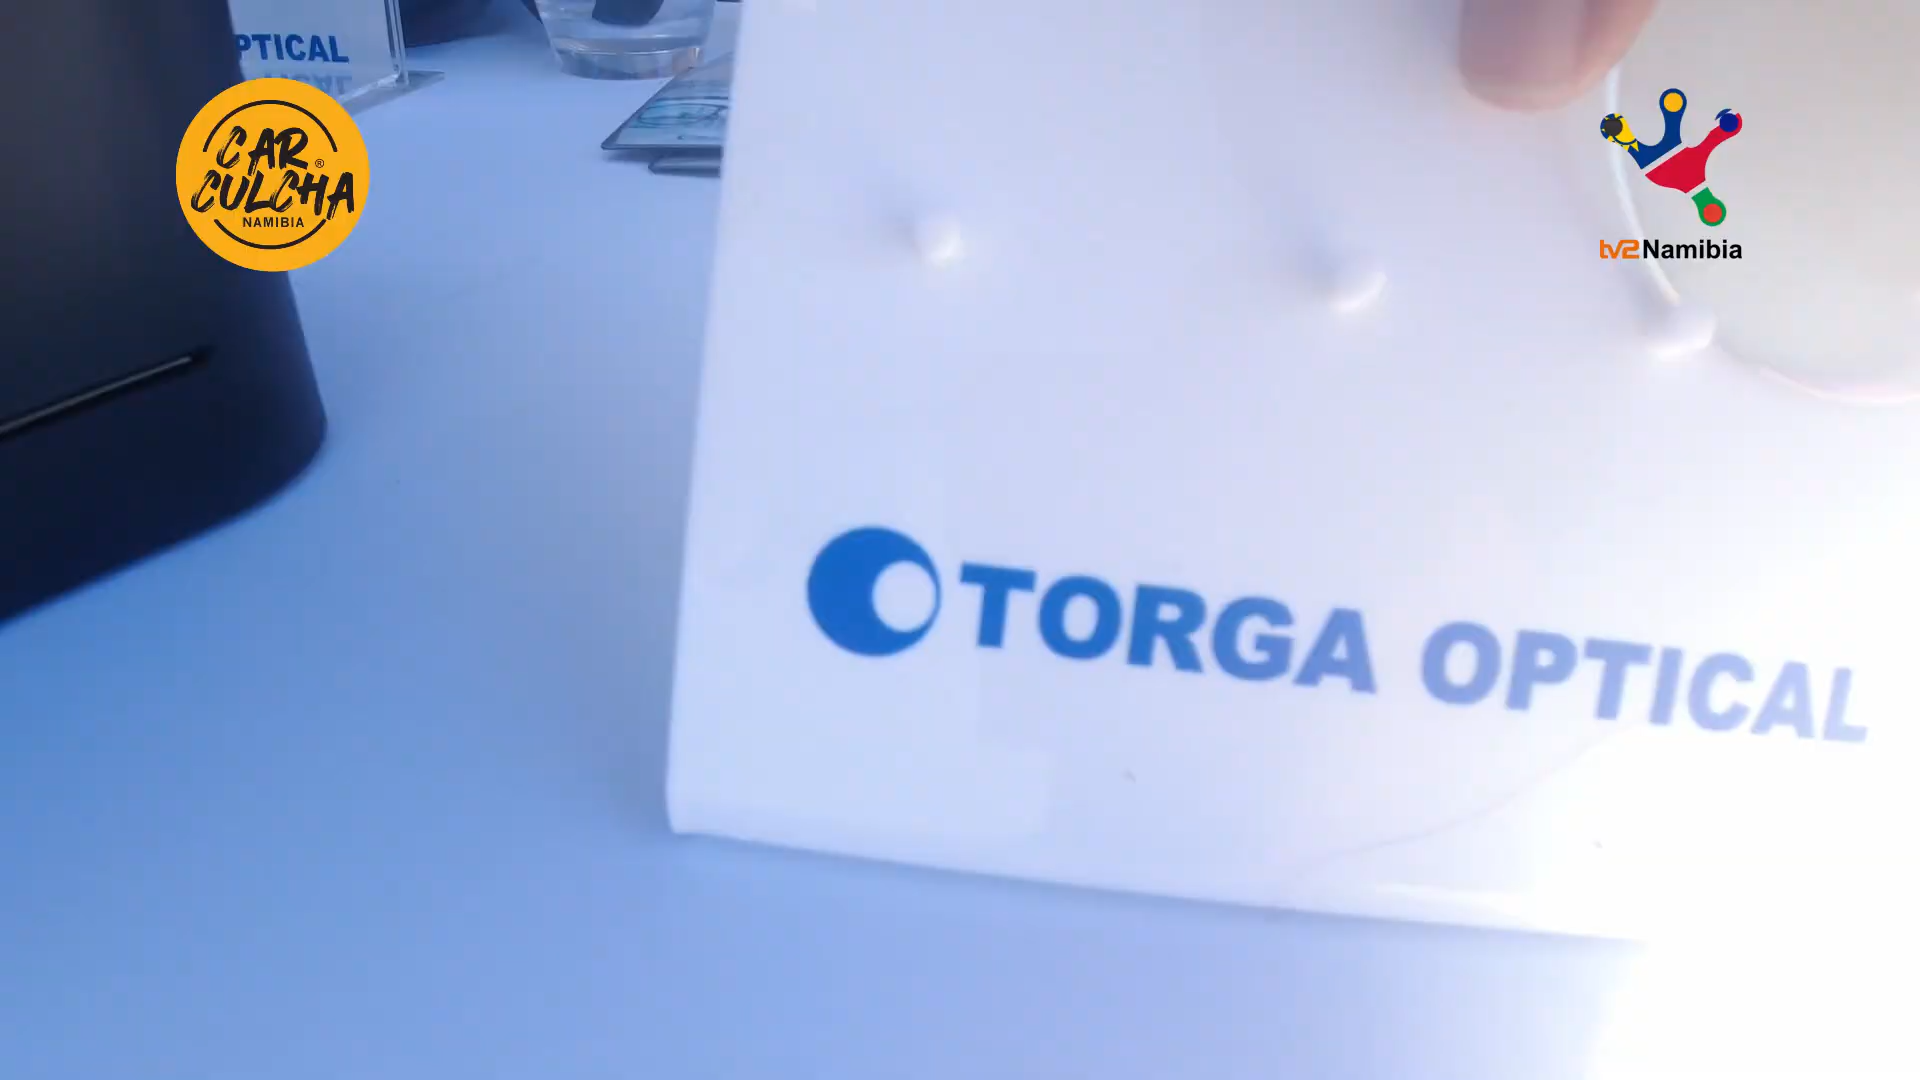 PTICAL
CAR
CULCHA
NAMIBIA
tv2Namibia
TORGA OPTICAL